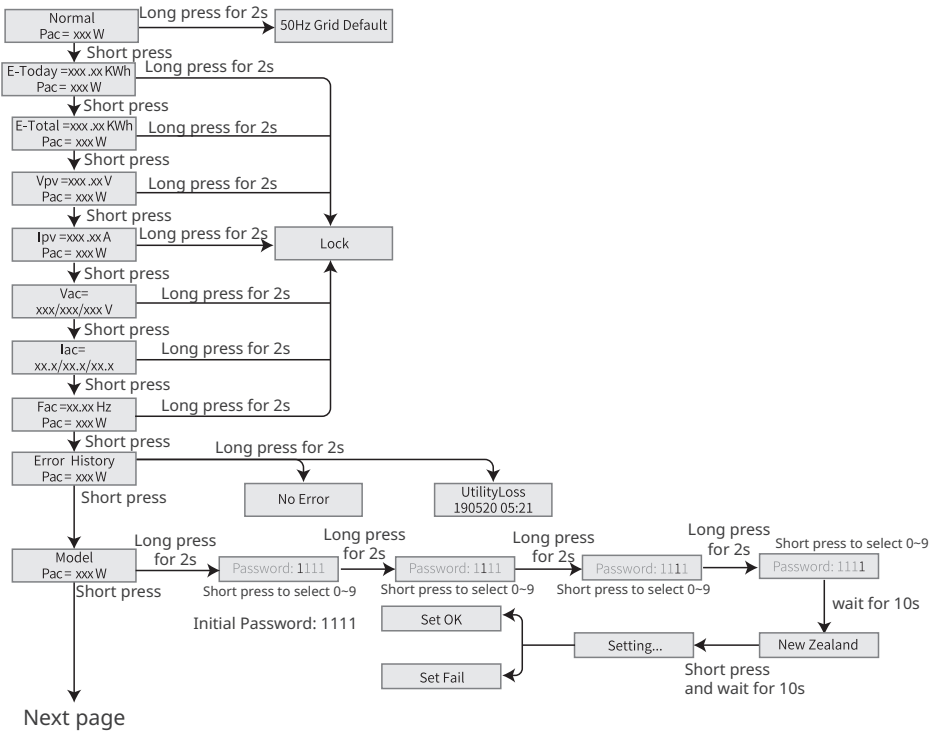 Normal
Pac = xxx W
Long press for 2s
50Hz Grid Default
Short press
E-Today =xxx.xx KWh
Pac = xxx W
Long press for 2s
Short press
E-Total =xxx.xx KWh
Pac = xxx W
Long press for 2s
Short press
Vpv =xxx.xx V
Pac = xxx W
Long press for 2s
Short press
Ipv =xxx.xx A
Pac = xxx W
Long press for 2s
Lock
Short press
Vac=
xxx/xxx/xxx V
Long press for 2s
Short press
Iac=
xx.x/xx.x/xx.x
Long press for 2s
Short press
Fac =xx.xx Hz
Pac = xxx W
Long press for 2s
Short press
Error History
Pac = xxx W
Long press for 2s
No Error
UtilityLoss
190520 05:21
Short press
Model
Pac = xxx W
Long press
for 2s
Password: 1111
Short press to select 0~9
Long press
for 2s
Password: 1111
Short press to select 0~9
Long press
for 2s
Password: 1111
Short press to select 0~9
Long press
for 2s
Short press to select 0~9
Password: 1111
Short press
Initial Password: 1111
wait for 10s
New Zealand
Short press
and wait for 10s
Setting...
Set OK
Set Fail
Next page